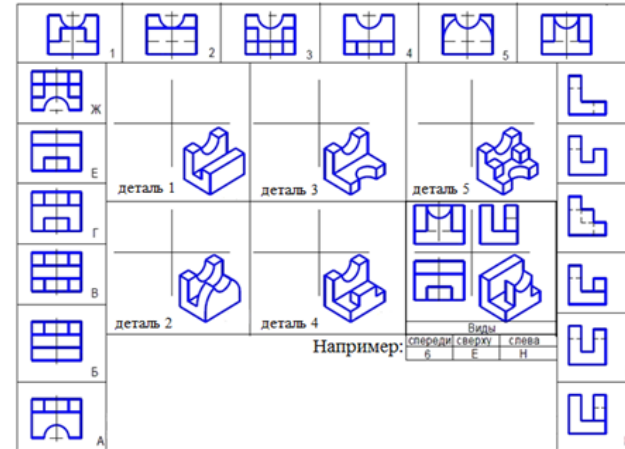 1 2 3 4 5
Ж
Е
Г
В
Б
А
деталь 1 деталь 3 деталь 5
деталь 2 деталь 4
Виды
Например: спереди сверху слева
6 Е Н